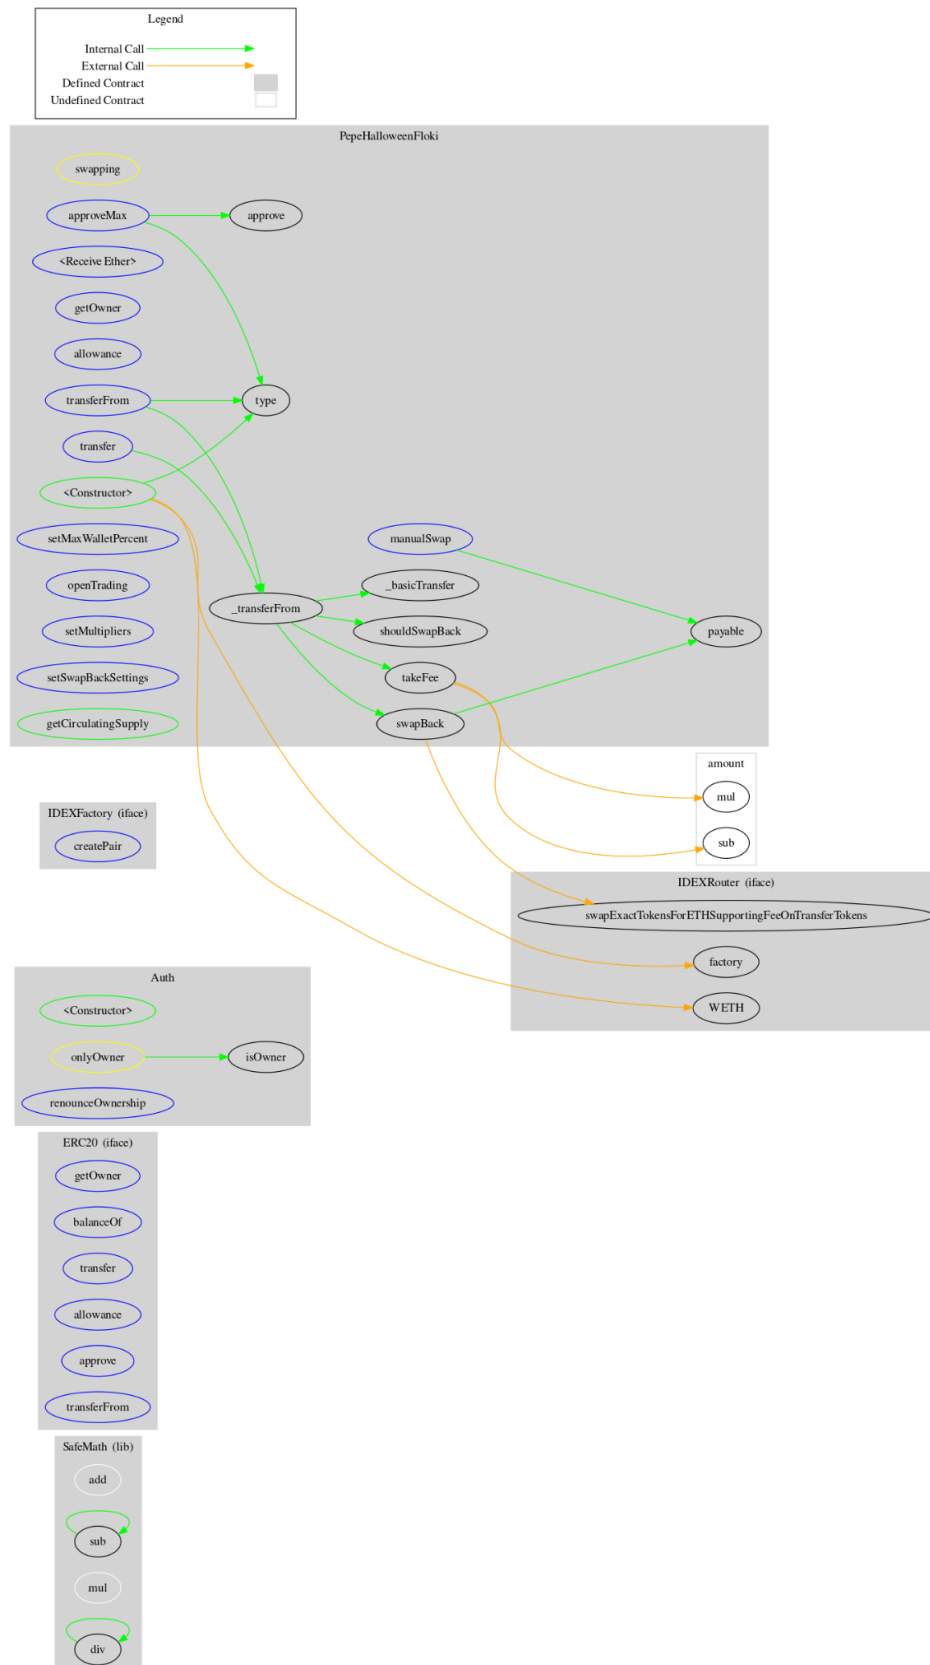 Legend
Internal Call
External Call
Defined Contract
Undefined Contract
PepeHalloweenFloki
swapping
approveMax
approve
<Receive Ether>
getOwner
allowance
transferFrom
type
transfer
<Constructor>
setMaxWalletPercent
manualSwap
openTrading
_basicTransfer
_transferFrom
setMultipliers
shouldSwapBack
payable
setSwapBackSettings
takeFee
getCirculatingSupply
swapBack
amount
mul
sub
IDEXFactory (iface)
createPair
IDEXRouter (iface)
swapExactTokensForETHSupportingFeeOnTransferTokens
factory
WETH
Auth
<Constructor>
onlyOwner
isOwner
renounceOwnership
ERC20 (iface)
getOwner
balanceOf
transfer
allowance
approve
transferFrom
SafeMath (lib)
add
sub
mul
div